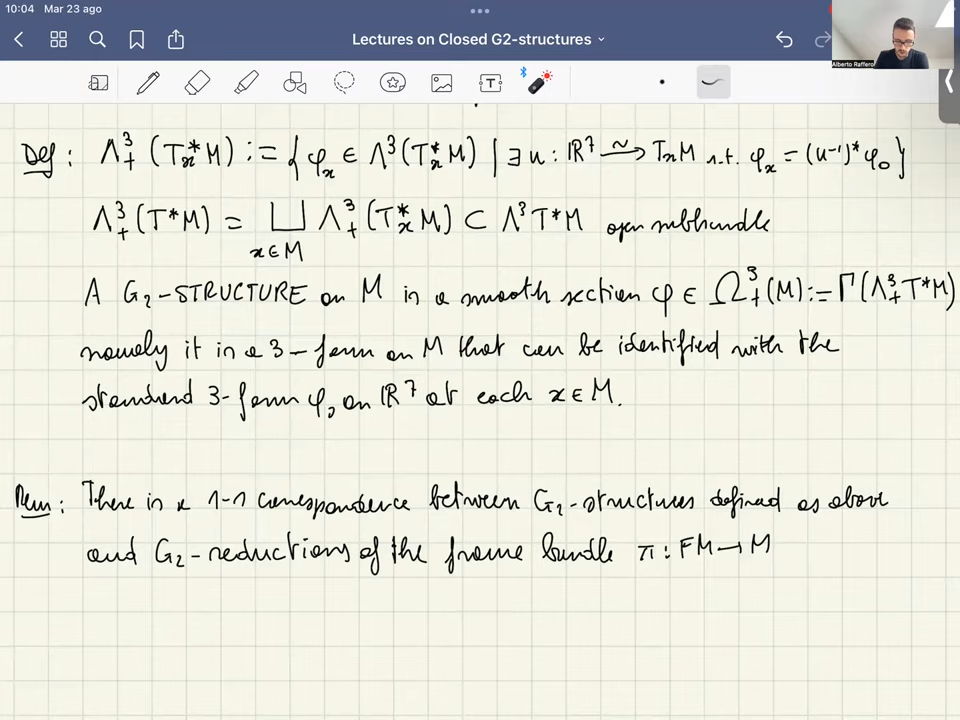 10:04 Mar 23 ago
Lectures on Closed G2-structures
Alberto Raffero
Def: Λ³₊(Tₓ*M) := { φₓ ∈ Λ³(Tₓ*M) | ∃ u : ℝ⁷ ⥲ TₓM s.t. φₓ = (u⁻¹)*φ₀ }
Λ³₊(T*M) = ⨆ Λ³₊(Tₓ*M) ⊂ Λ³T*M open subbundle
x∈M
A G₂-STRUCTURE on M is a smooth section φ ∈ Ω³₊(M) := Γ(Λ³₊T*M)
namely it is a 3-form on M that can be identified with the
standard 3-form φ₀ on ℝ⁷ at each x∈M.
Rem: There is a 1-1 correspondence between G₂-structures defined as above
and G₂-reductions of the frame bundle π : FM → M